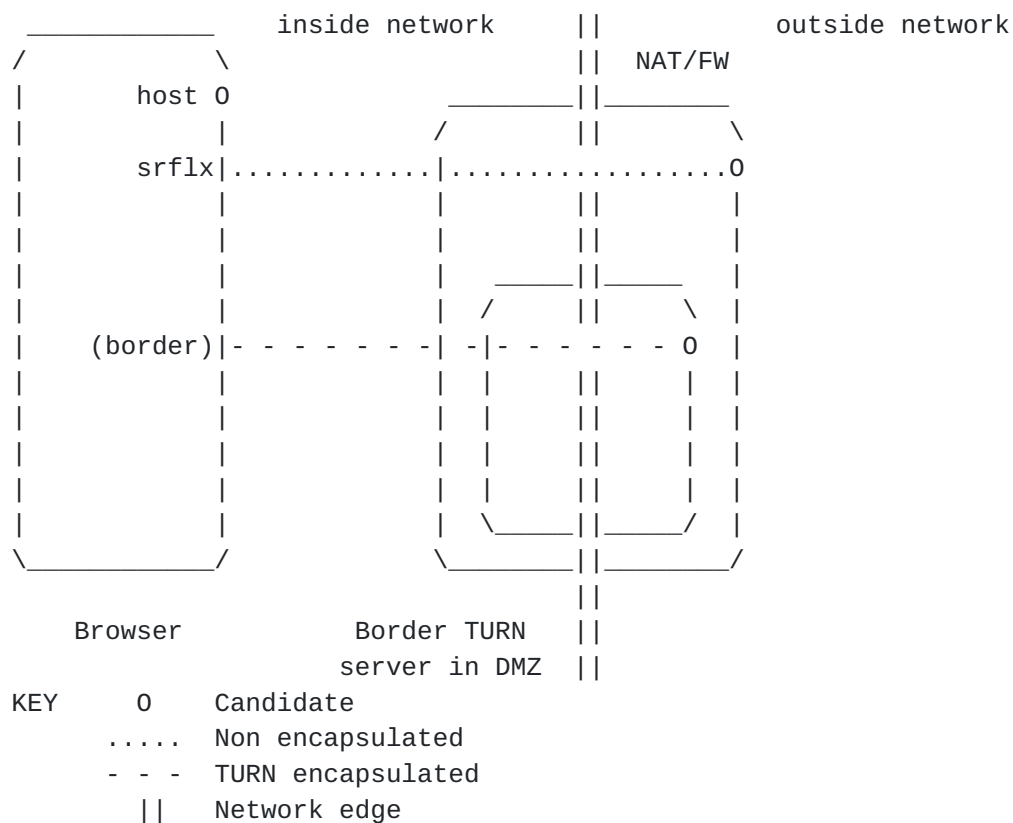 inside network || outside network
|| NAT/FW
host O
srflx|.............|..................O
(border)|- - - - - - -| -|- - - - - - O |
Browser Border TURN ||
server in DMZ ||
KEY O Candidate
..... Non encapsulated
- - - TURN encapsulated
|| Network edge